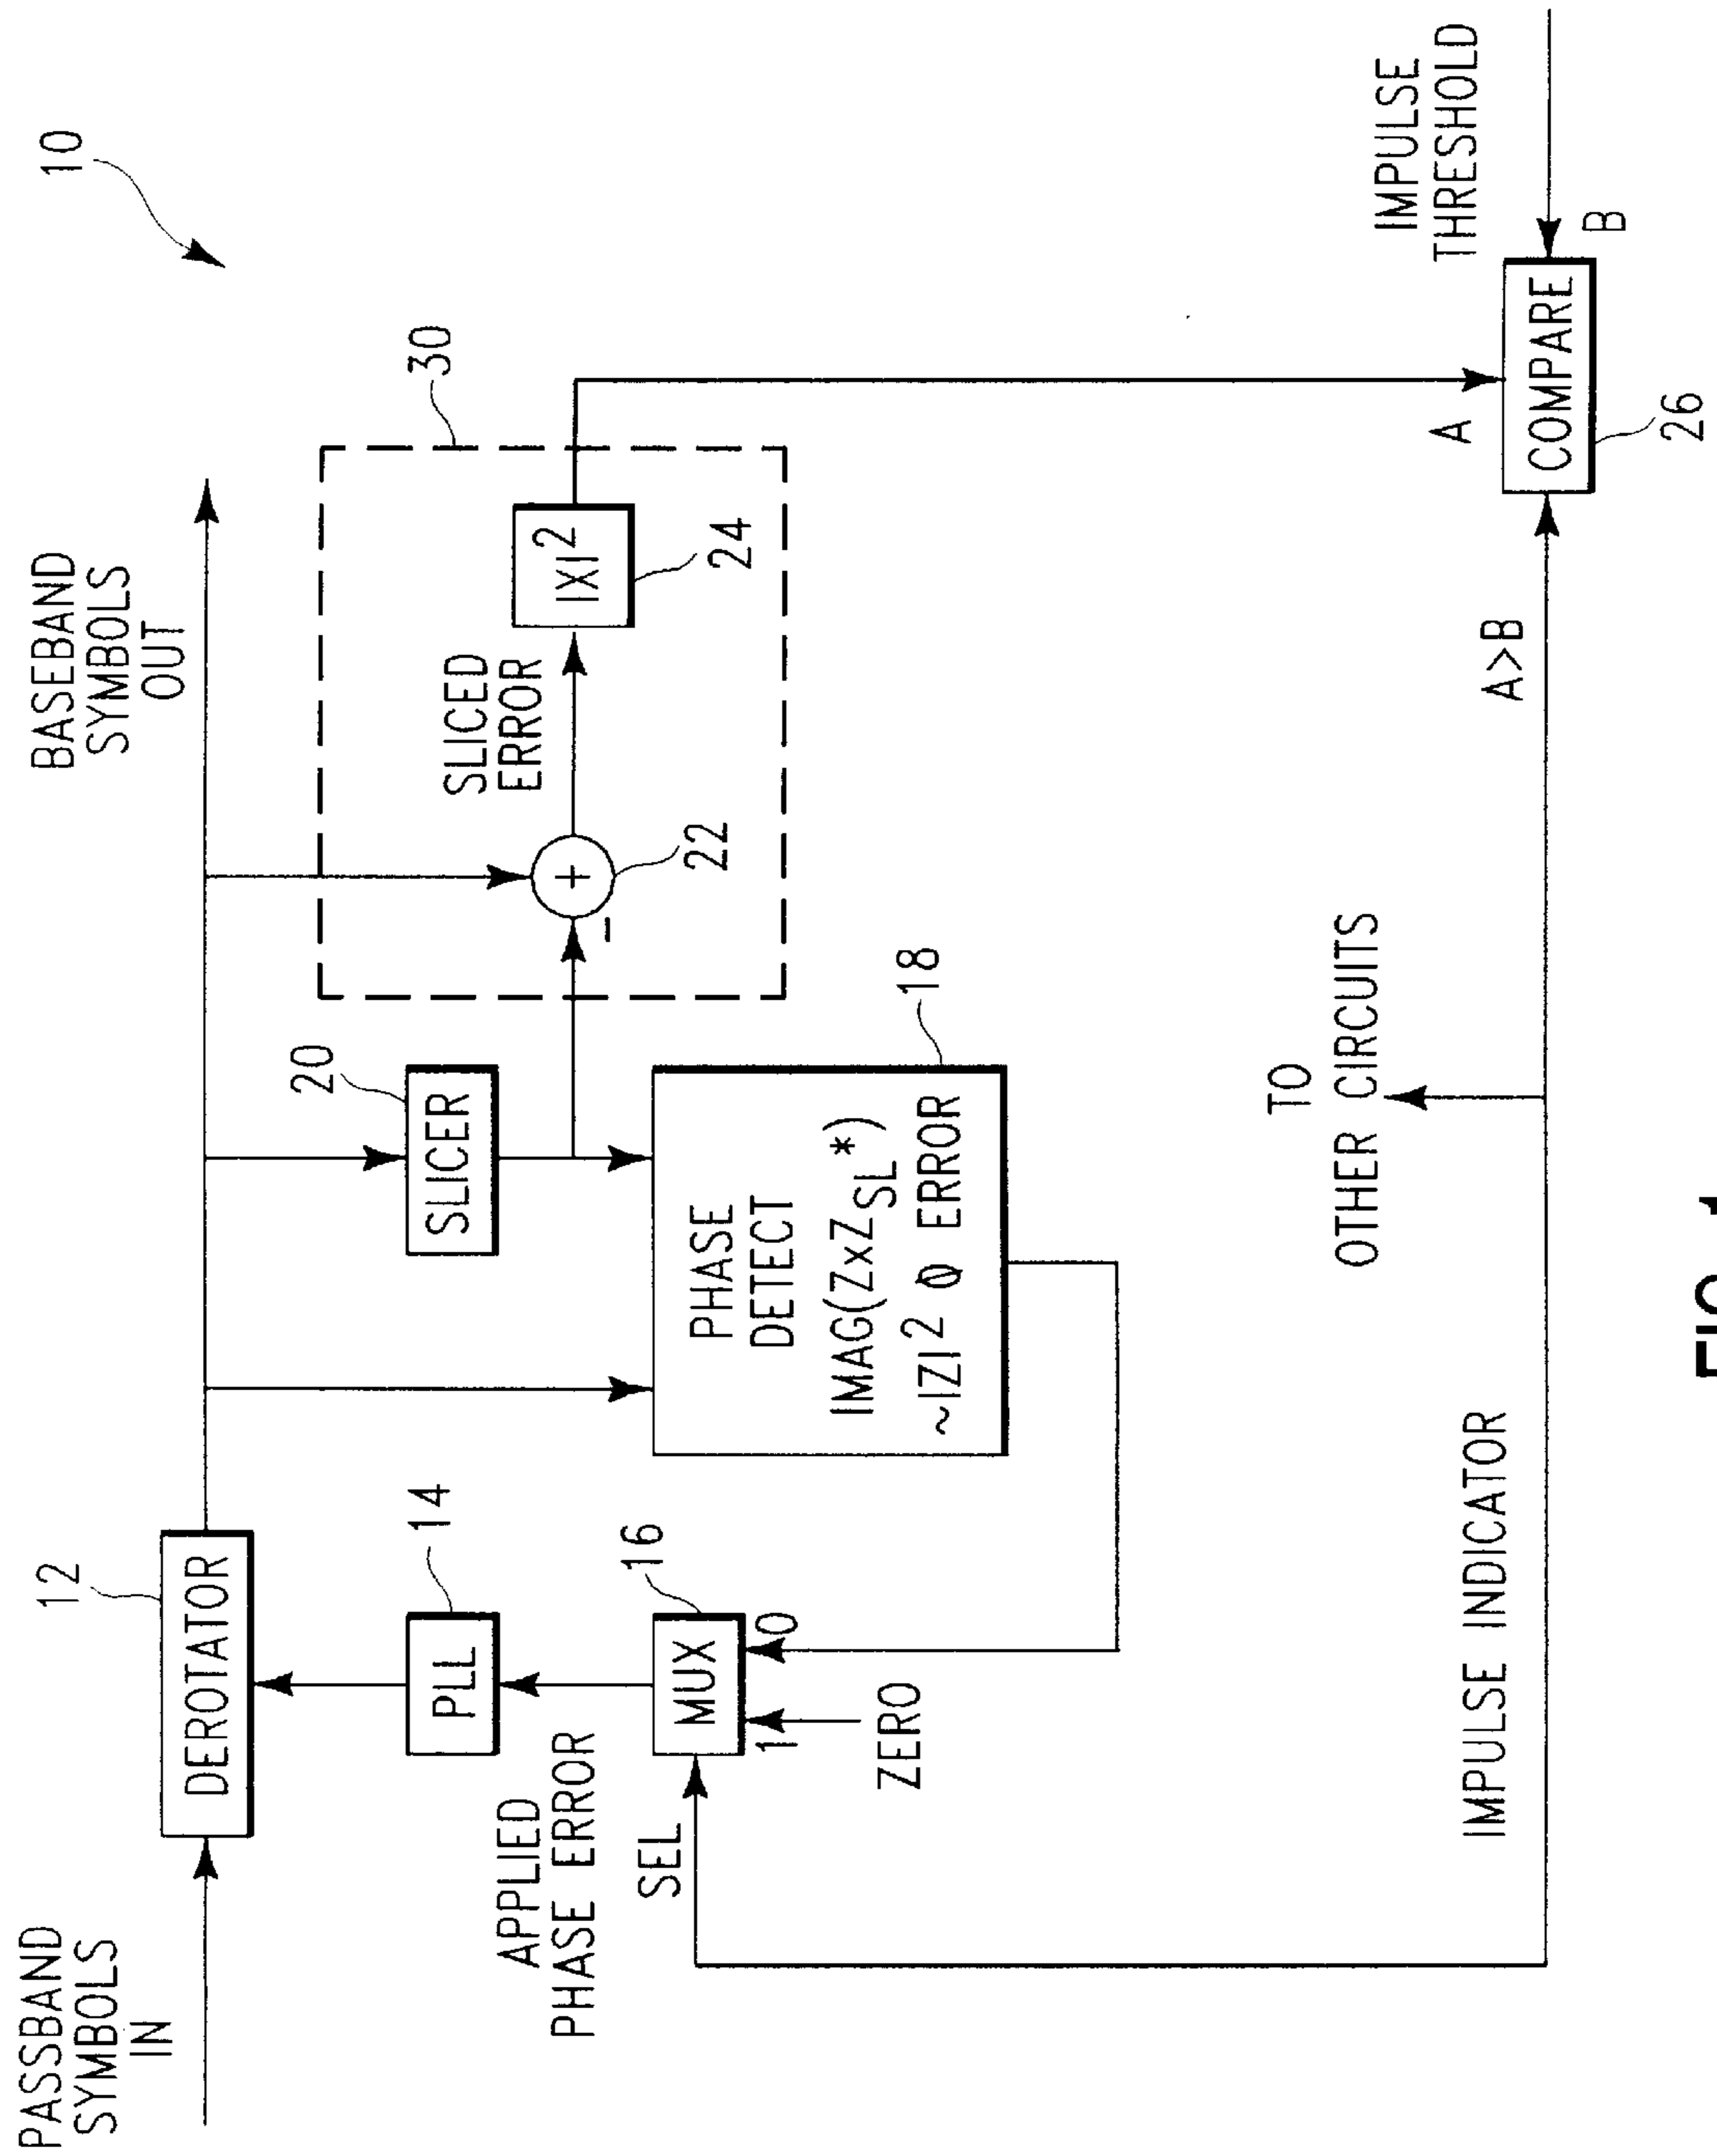 10
PASSBAND
SYMBOLS
IN
12
DEROTATOR
BASEBAND
SYMBOLS
OUT
14
PLL
APPLIED
PHASE ERROR
16
MUX
SEL
1
0
ZERO
20
SLICER
18
PHASE
DETECT
IMAG(ZxZSL*)
~|Z|² Ø ERROR
30
22
+
-
SLICED
ERROR
|X|²
24
IMPULSE
THRESHOLD
A
B
COMPARE
26
A>B
TO
OTHER CIRCUITS
IMPULSE INDICATOR